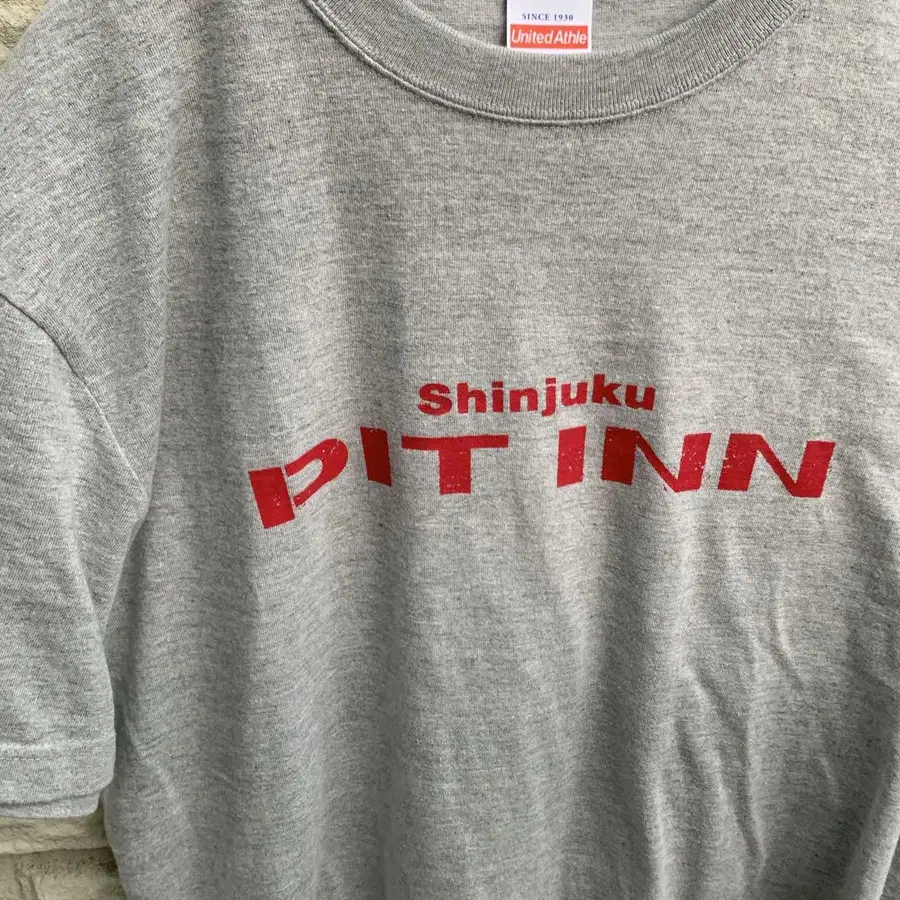 SINCE 1930
United Athle
Shinjuku
PIT INN